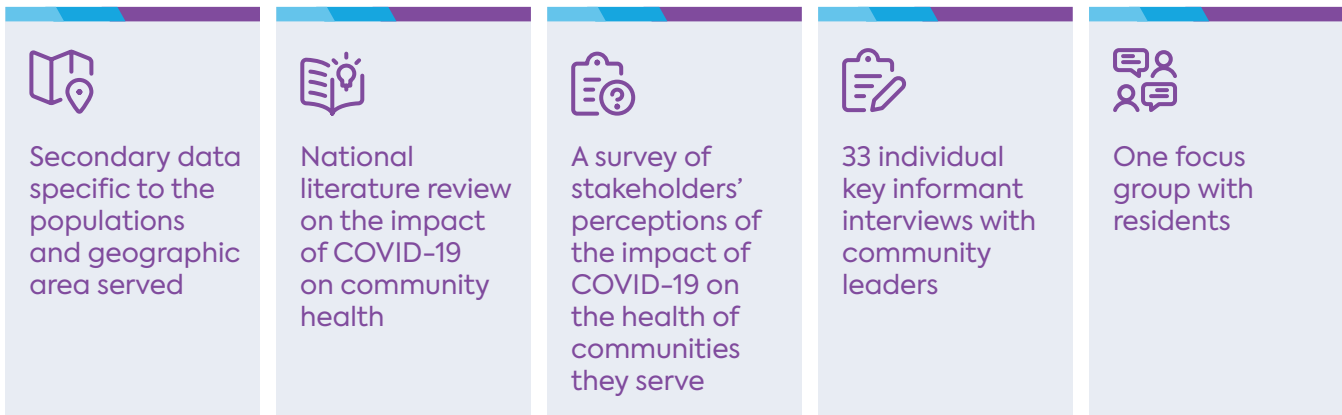 Secondary data
specific to the
populations
and geographic
area served
National
literature review
on the impact
of COVID-19
on community
health
A survey of
stakeholders’
perceptions of
the impact of
COVID-19 on
the health of
communities
they serve
33 individual
key informant
interviews with
community
leaders
One focus
group with
residents